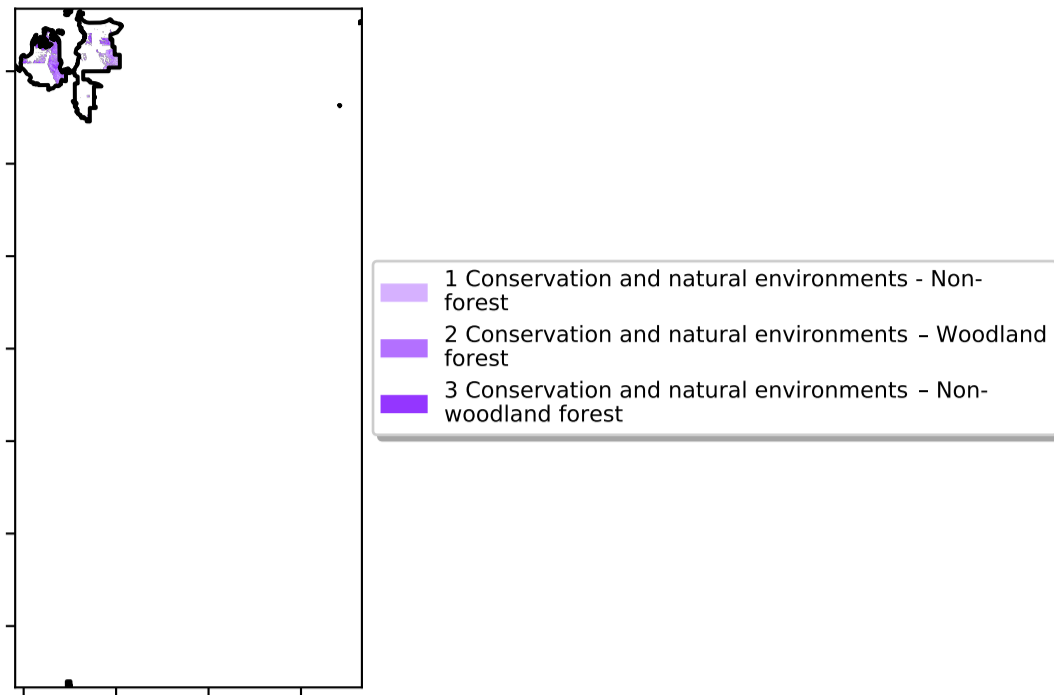 1 Conservation and natural environments - Non-
forest
2 Conservation and natural environments – Woodland
forest
3 Conservation and natural environments – Non-
woodland forest